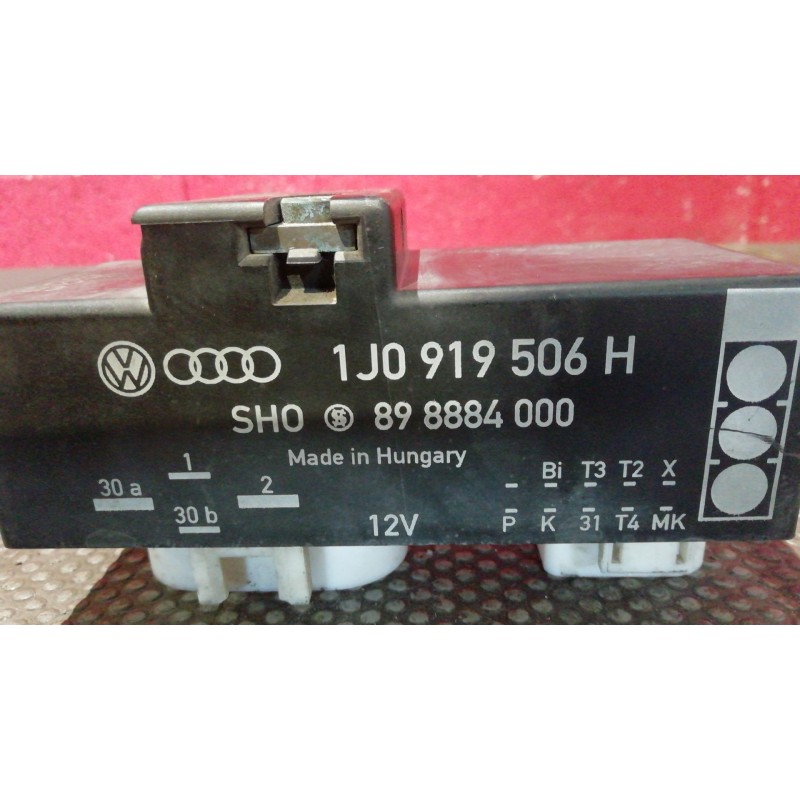 1J0 919 506 H
SHO 89 8884 000
Made in Hungary
1
30 a
2
30 b
12V
Bi T3 T2 X
P K 31 T4 MK